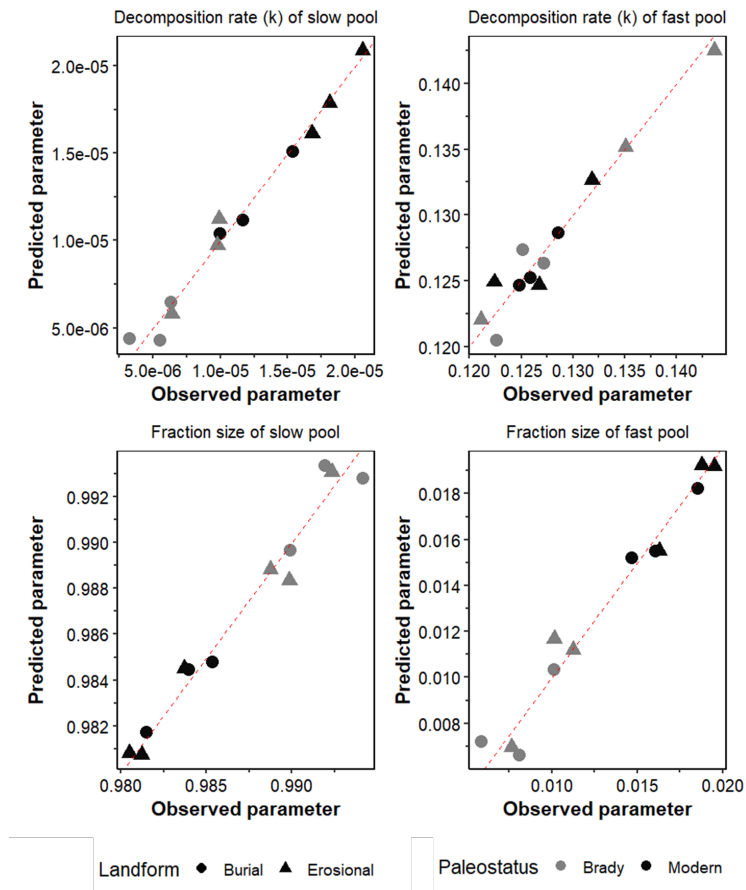 Decomposition rate (k) of slow pool
Decomposition rate (k) of fast pool
Predicted parameter
2.0e-05
1.5e-05
1.0e-05
5.0e-06
5.0e-06 1.0e-05 1.5e-05 2.0e-05
Observed parameter
Predicted parameter
0.140
0.135
0.130
0.125
0.120
0.120 0.125 0.130 0.135 0.140
Observed parameter
Fraction size of slow pool
Fraction size of fast pool
Predicted parameter
0.992
0.990
0.988
0.986
0.984
0.982
0.980 0.985 0.990
Observed parameter
Predicted parameter
0.018
0.016
0.014
0.012
0.010
0.008
0.010 0.015 0.020
Observed parameter
Landform Burial Erosional
Paleostatus Brady Modern